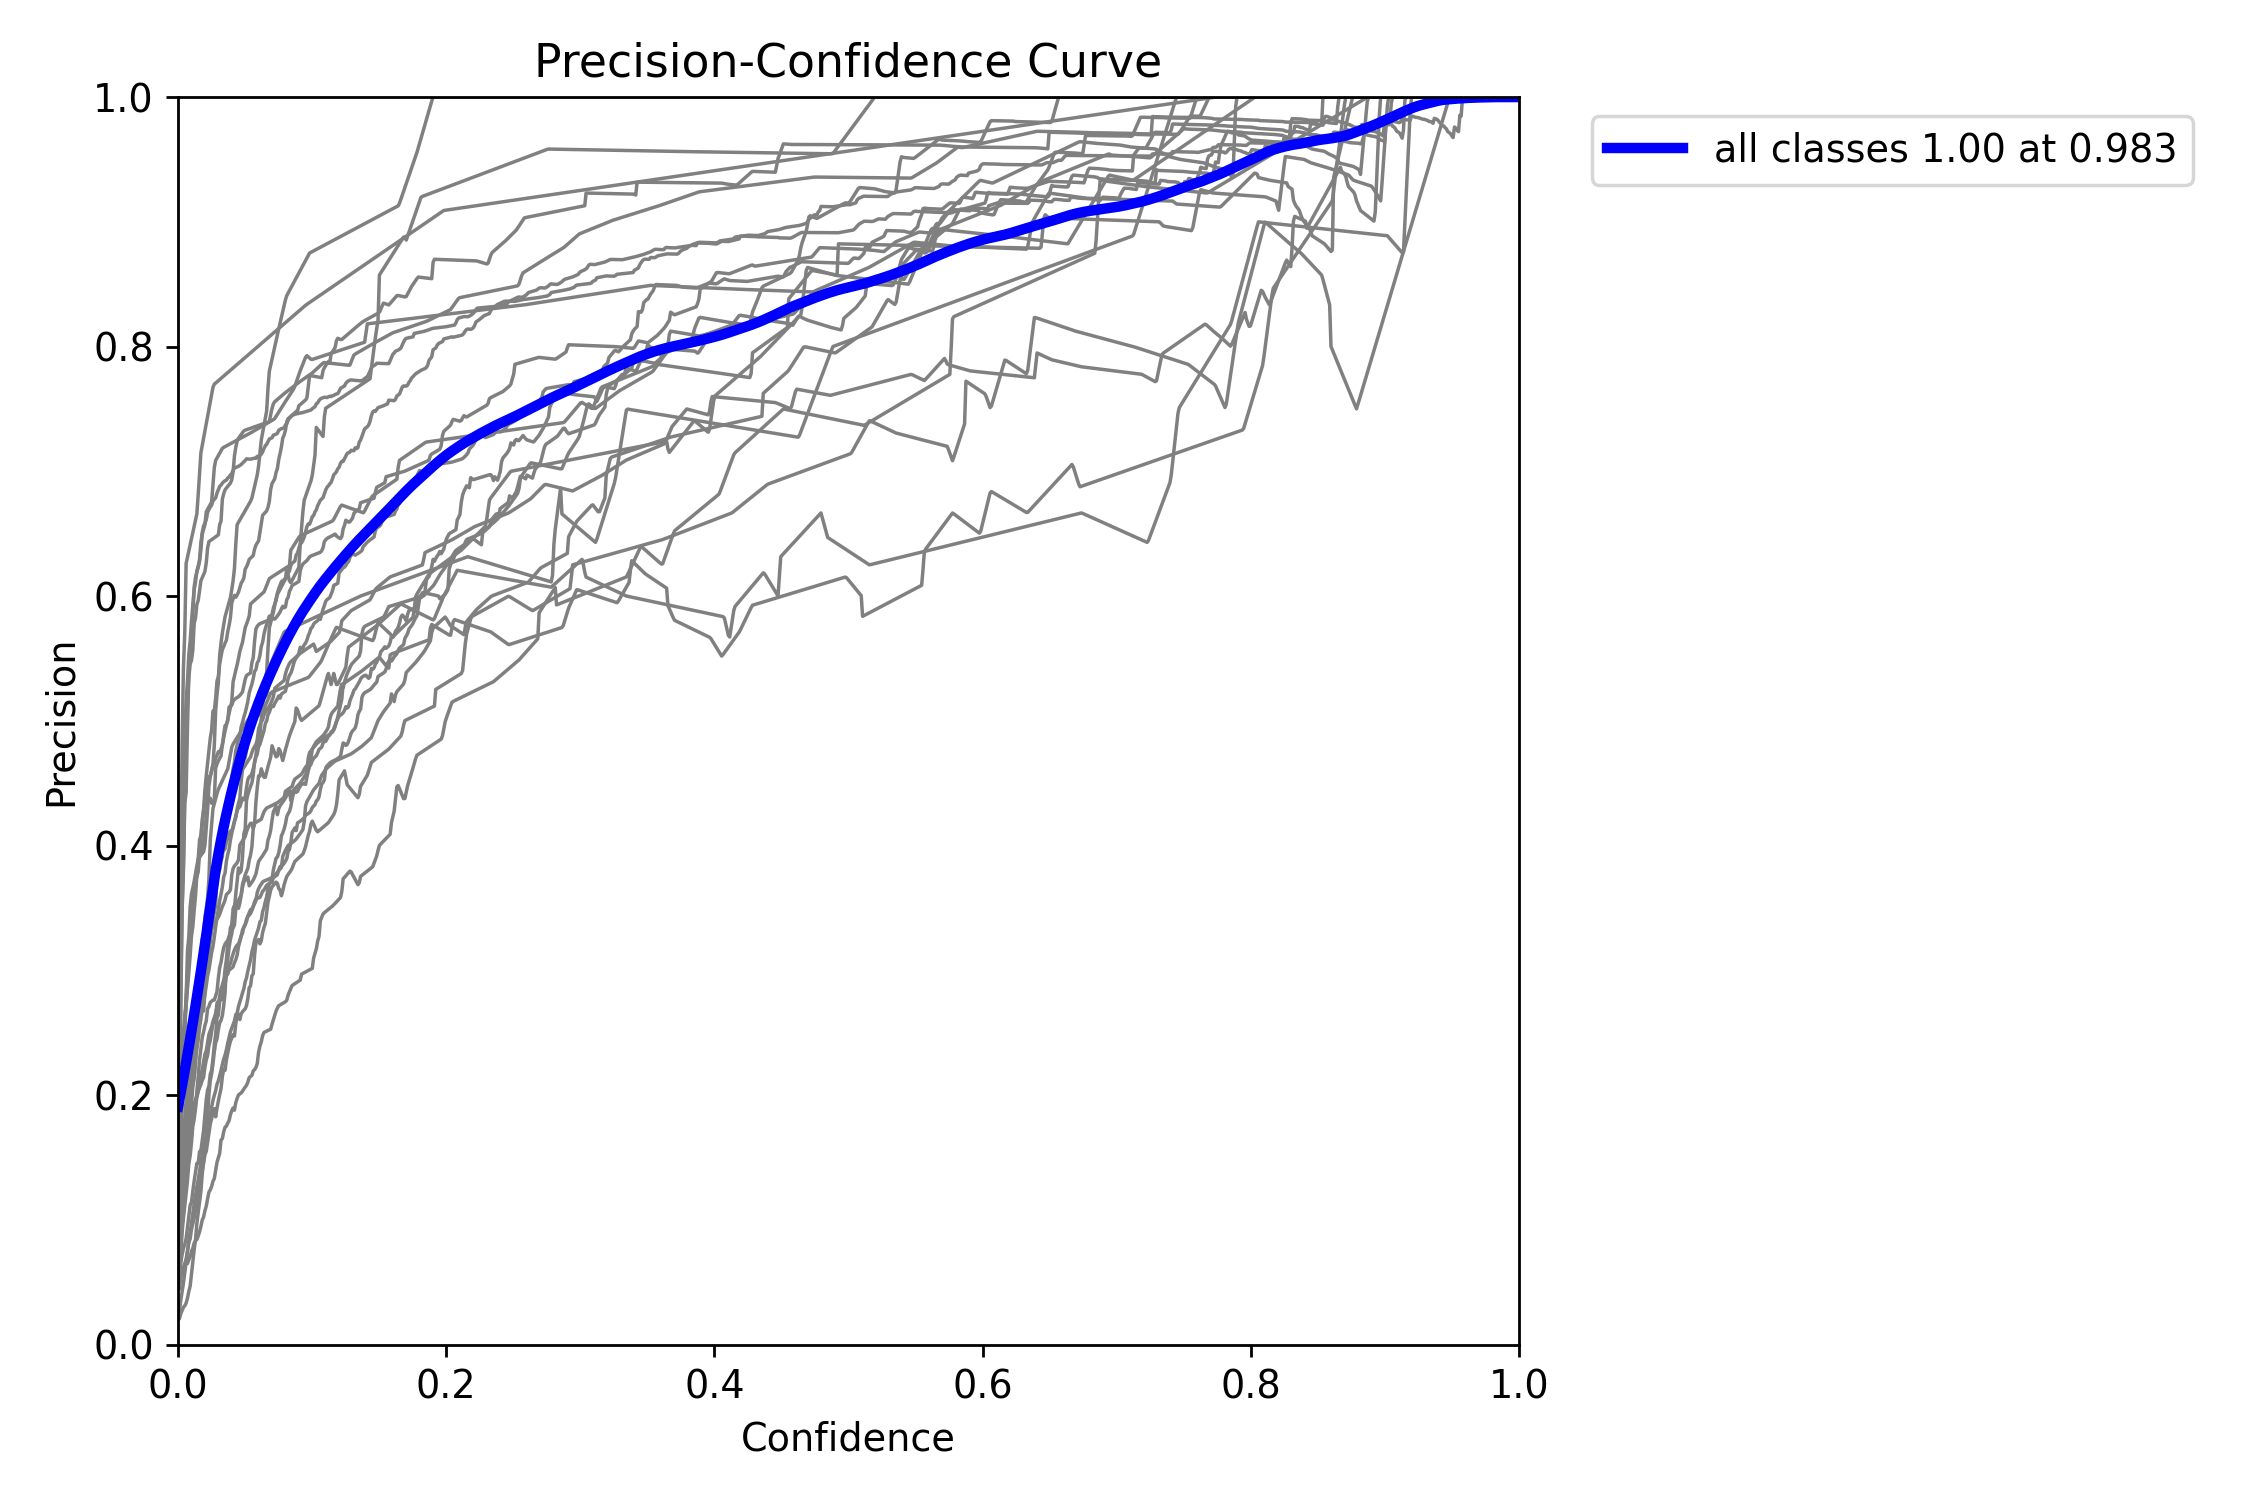 Precision-Confidence Curve
all classes 1.00 at 0.983
1.0
0.8
0.6
0.4
0.2
0.0
Precision
0.0 0.2 0.4 0.6 0.8 1.0
Confidence